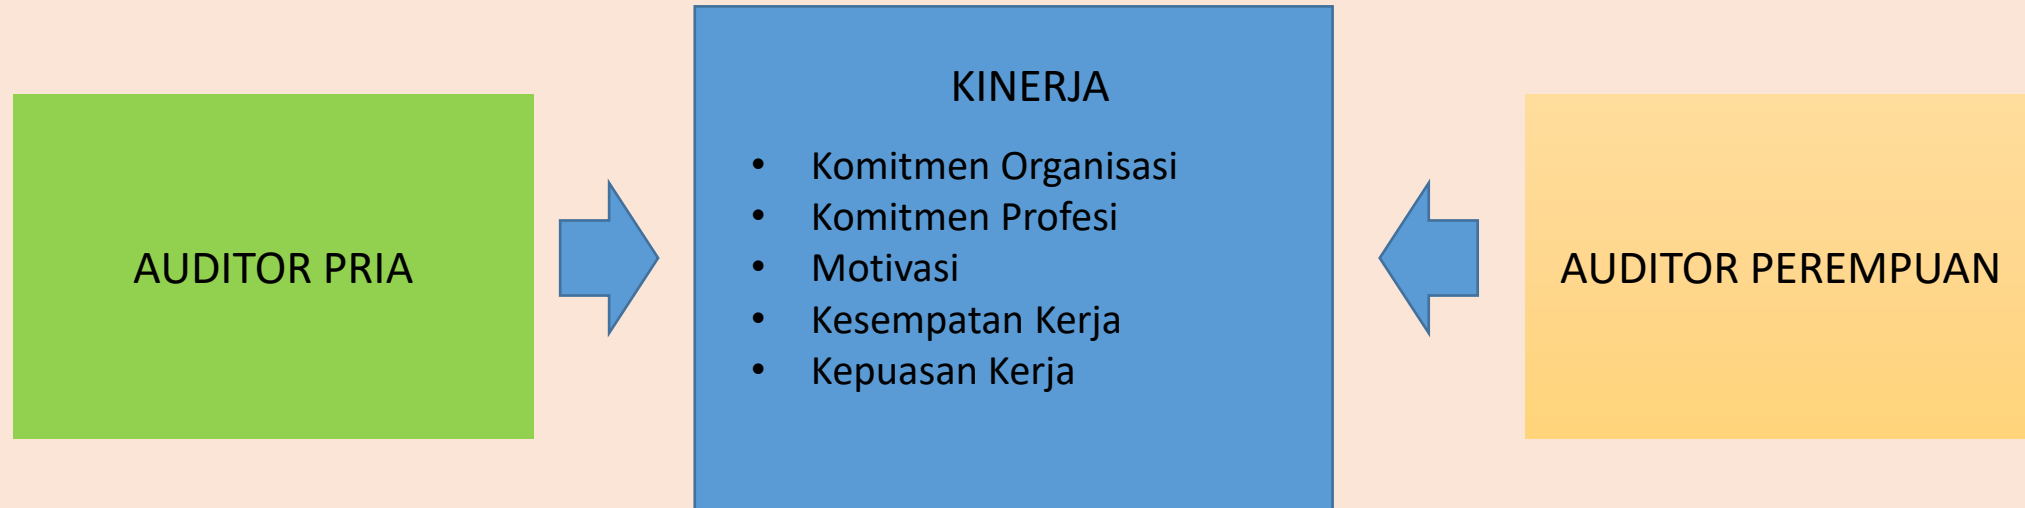 AUDITOR PRIA
KINERJA
• Komitmen Organisasi
• Komitmen Profesi
• Motivasi
• Kesempatan Kerja
• Kepuasan Kerja
AUDITOR PEREMPUAN